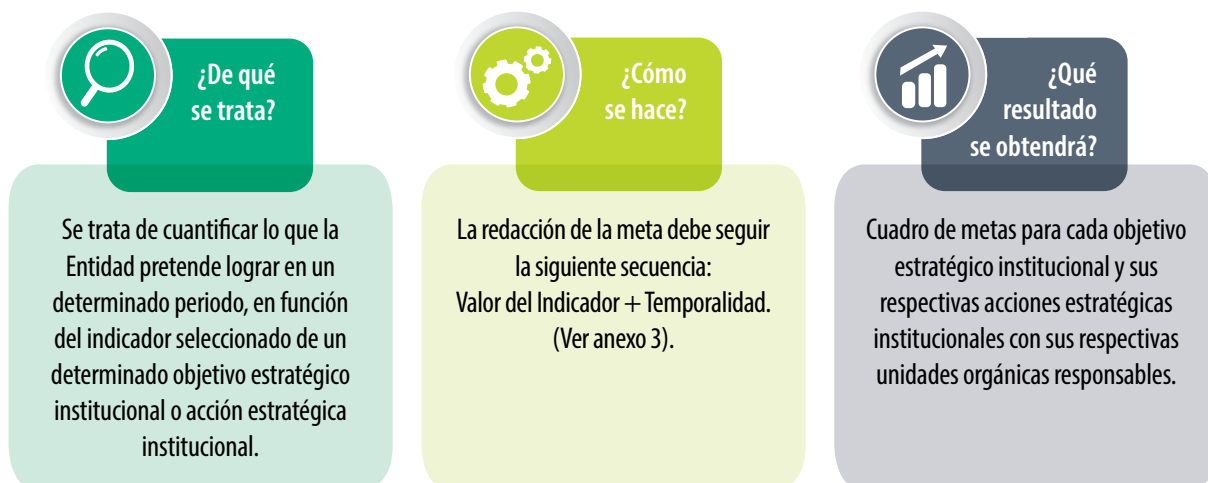 ¿De qué
se trata?
Se trata de cuantificar lo que la
Entidad pretende lograr en un
determinado periodo, en función
del indicador seleccionado de un
determinado objetivo estratégico
institucional o acción estratégica
institucional.
¿Cómo
se hace?
La redacción de la meta debe seguir
la siguiente secuencia:
Valor del Indicador + Temporalidad.
(Ver anexo 3).
¿Qué
resultado
se obtendrá?
Cuadro de metas para cada objetivo
estratégico institucional y sus
respectivas acciones estratégicas
institucionales con sus respectivas
unidades orgánicas responsables.